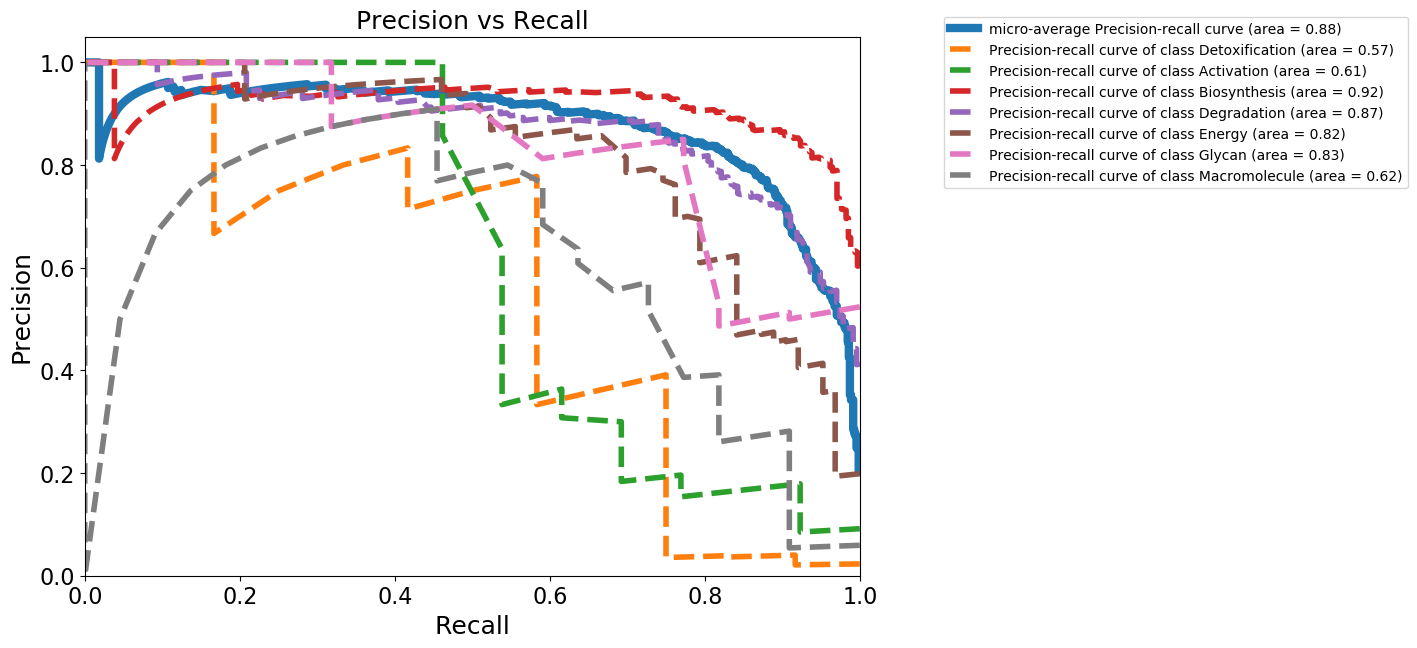 Precision vs Recall
micro-average Precision-recall curve (area = 0.88)
Precision-recall curve of class Detoxification (area = 0.57)
Precision-recall curve of class Activation (area = 0.61)
Precision-recall curve of class Biosynthesis (area = 0.92)
Precision-recall curve of class Degradation (area = 0.87)
Precision-recall curve of class Energy (area = 0.82)
Precision-recall curve of class Glycan (area = 0.83)
Precision-recall curve of class Macromolecule (area = 0.62)
1.0
0.8
0.6
0.4
0.2
0.0
Precision
0.0 0.2 0.4 0.6 0.8 1.0
Recall